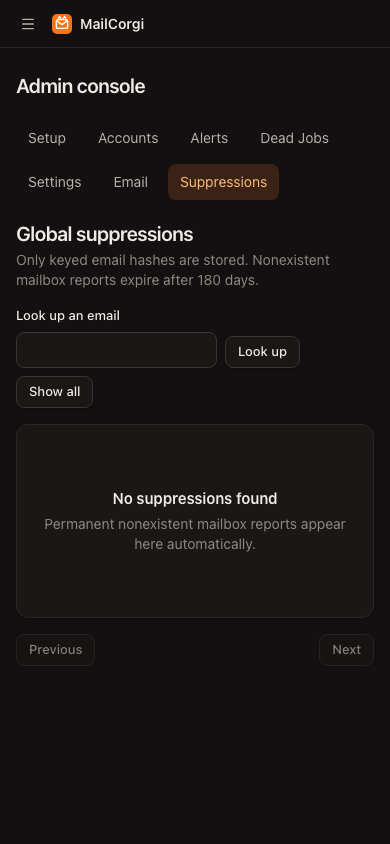 MailCorgi
Admin console
Setup Accounts Alerts Dead Jobs
Settings Email Suppressions
Global suppressions
Only keyed email hashes are stored. Nonexistent
mailbox reports expire after 180 days.
Look up an email
Look up
Show all
No suppressions found
Permanent nonexistent mailbox reports appear
here automatically.
Previous Next